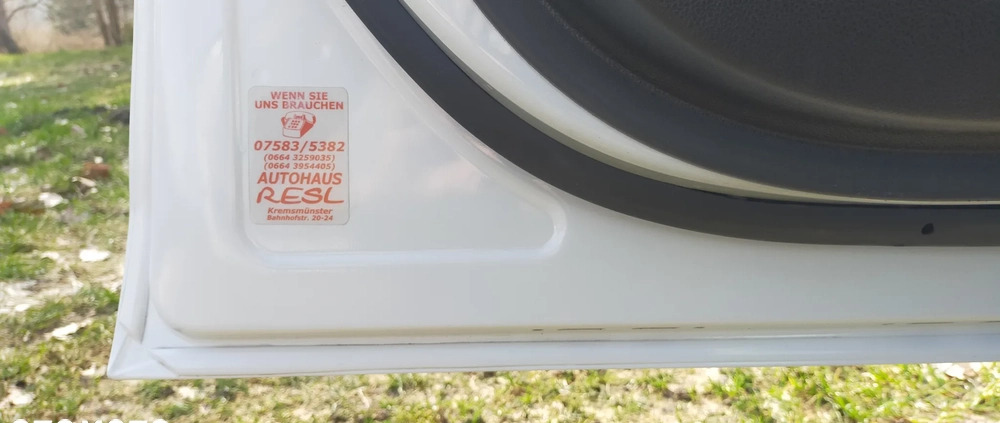 WENN SIE
UNS BRAUCHEN
07583/5382
(0664 3259035)
(0664 3954405)
AUTOHAUS
RESL
Kremsmünster
Bahnhofstr. 20-24